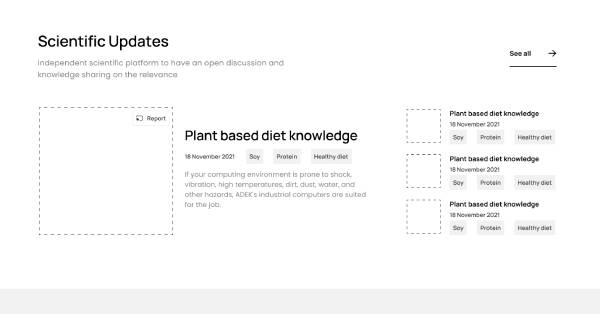 Scientific Updates
Independent scientific platform to have an open discussion and
knowledge sharing on the relevance
See all
Report
Plant based diet knowledge
18 November 2021 Soy Protein Healthy diet
If your computing environment is prone to shock,
vibration, high temperatures, dirt, dust, water, and
other hazards, ADEK's industrial computers are suited
for the job.
Plant based diet knowledge
18 November 2021
Soy Protein Healthy diet
Plant based diet knowledge
18 November 2021
Soy Protein Healthy diet
Plant based diet knowledge
18 November 2021
Soy Protein Healthy diet